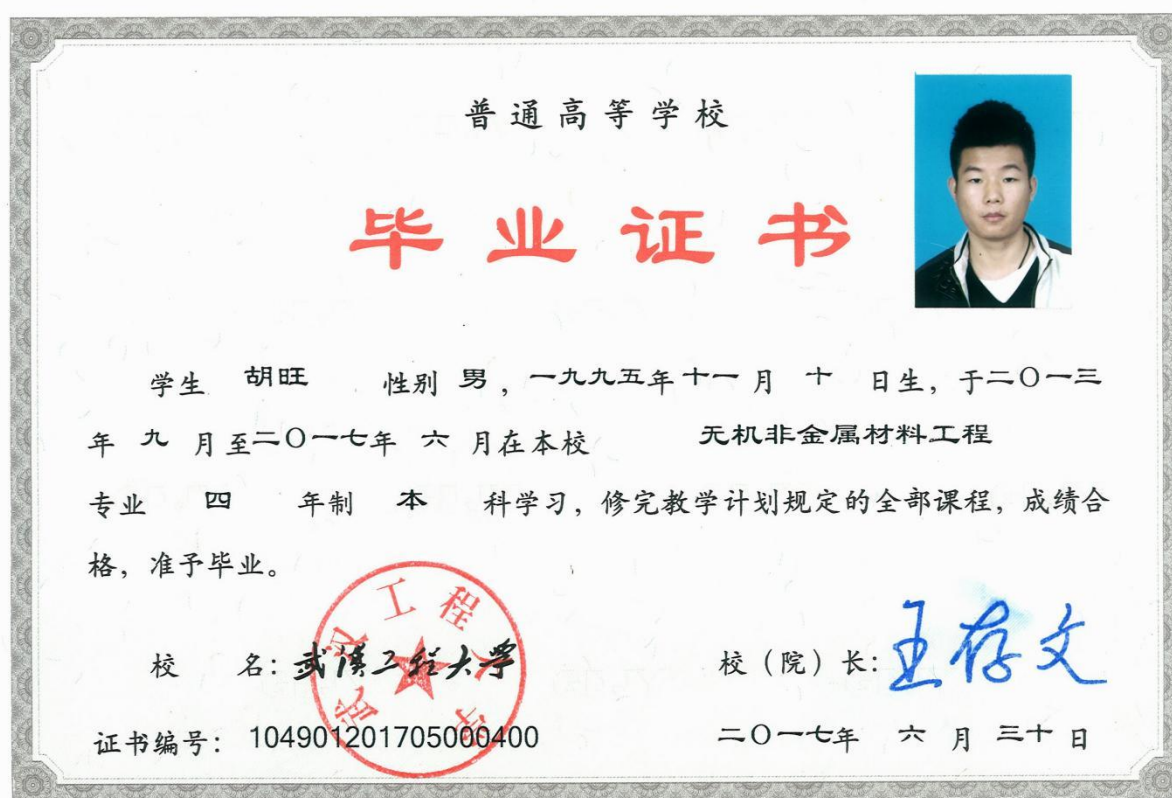 普通高等学校
毕业证书
学生 胡旺 性别 男，一九九五年十一月 十 日生，于二〇一三
年 九 月至二〇一七年 六 月在本校 无机非金属材料工程
专业 四 年制 本 科学习，修完教学计划规定的全部课程，成绩合
格，准予毕业。
武汉工程大学
校 名：武汉工程大学 校（院）长：王存文
证书编号：104901201705000400 二〇一七年 六 月 三十 日